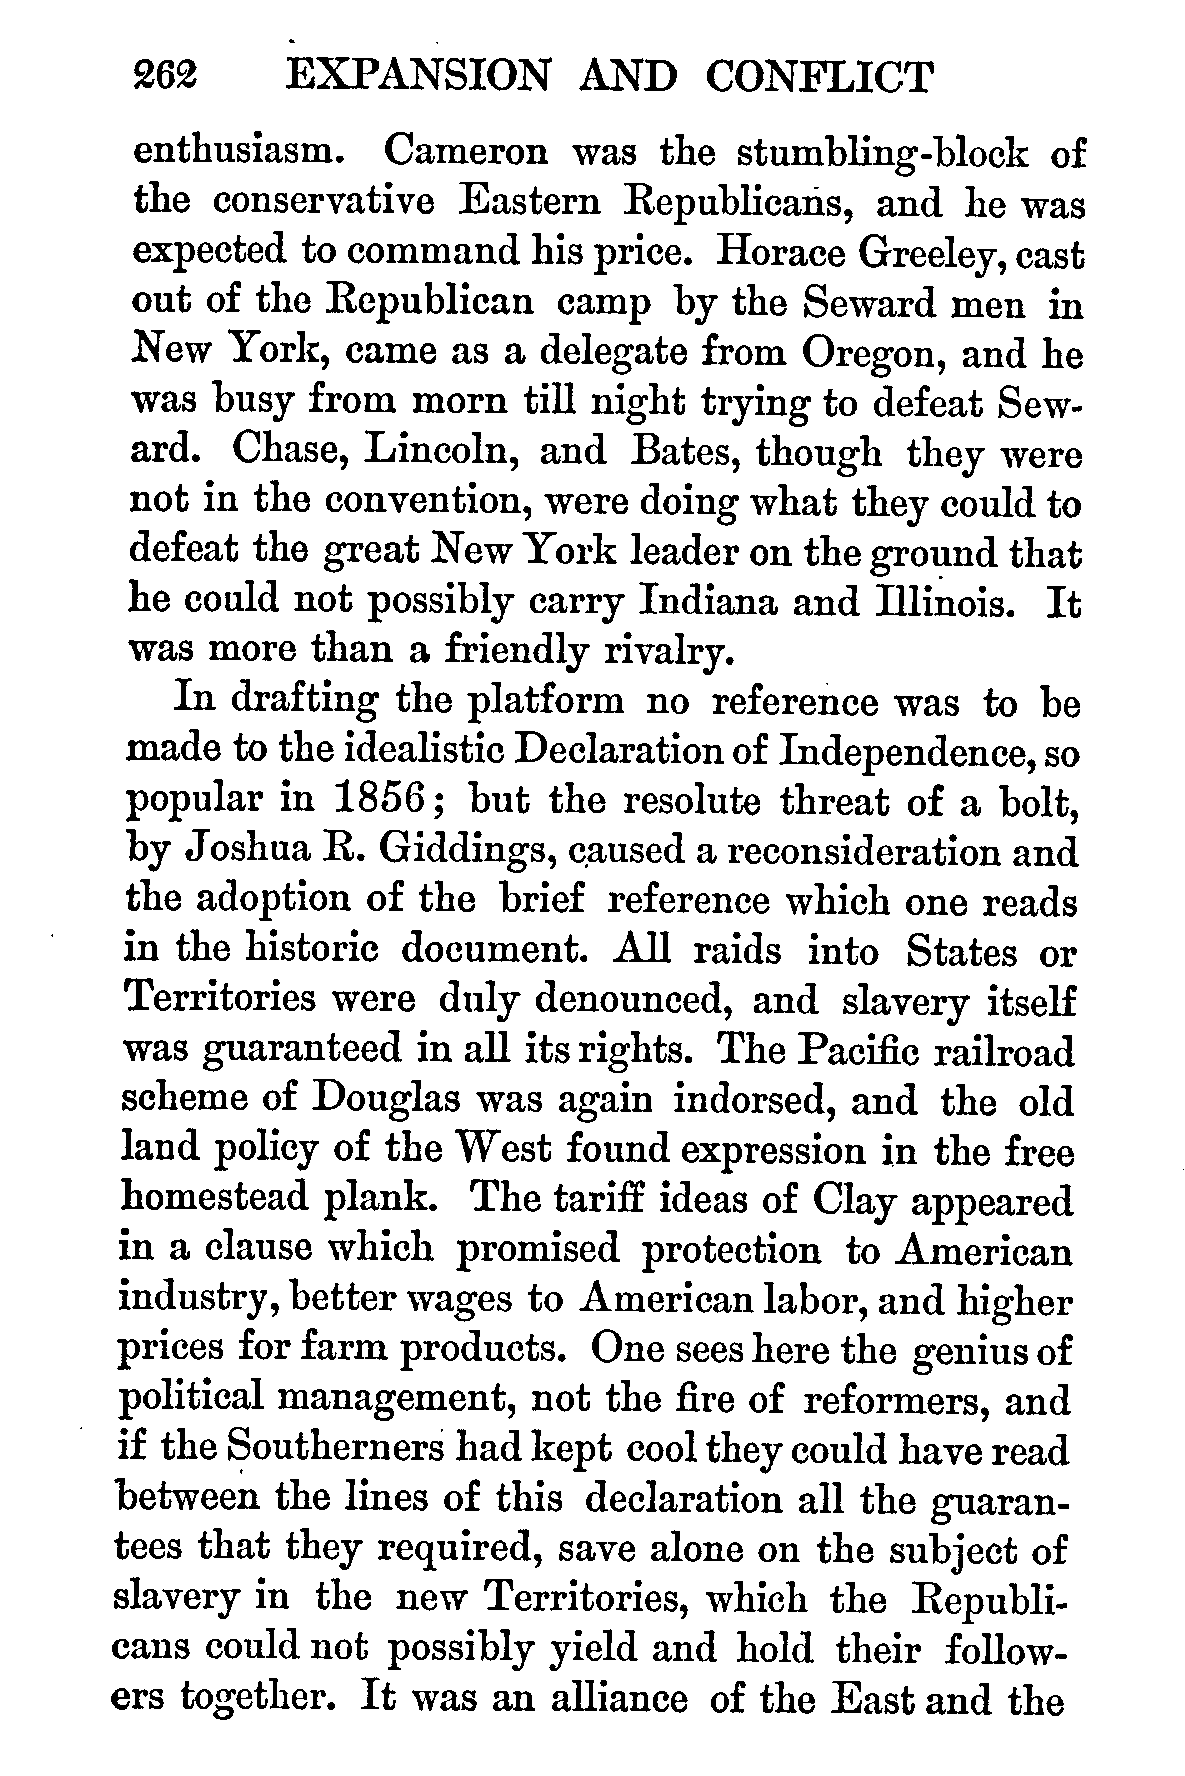 262 EXPANSION AND CONFLICT
enthusiasm. Cameron was the stumbling-block of
the conservative Eastern Republicans, and he was
expected to command his price. Horace Greeley, cast
out of the Republican camp by the Seward men in
New York, came as a delegate from Oregon, and he
was busy from morn till night trying to defeat Sew-
ard. Chase, Lincoln, and Bates, though they were
not in the convention, were doing what they could to
defeat the great New York leader on the ground that
he could not possibly carry Indiana and Illinois. It
was more than a friendly rivalry.
In drafting the platform no reference was to be
made to the idealistic Declaration of Independence, so
popular in 1856; but the resolute threat of a bolt,
by Joshua R. Giddings, caused a reconsideration and
the adoption of the brief reference which one reads
in the historic document. All raids into States or
Territories were duly denounced, and slavery itself
was guaranteed in all its rights. The Pacific railroad
scheme of Douglas was again indorsed, and the old
land policy of the West found expression in the free
homestead plank. The tariff ideas of Clay appeared
in a clause which promised protection to American
industry, better wages to American labor, and higher
prices for farm products. One sees here the genius of
political management, not the fire of reformers, and
if the Southerners had kept cool they could have read
between the lines of this declaration all the guaran-
tees that they required, save alone on the subject of
slavery in the new Territories, which the Republi-
cans could not possibly yield and hold their follow-
ers together. It was an alliance of the East and the